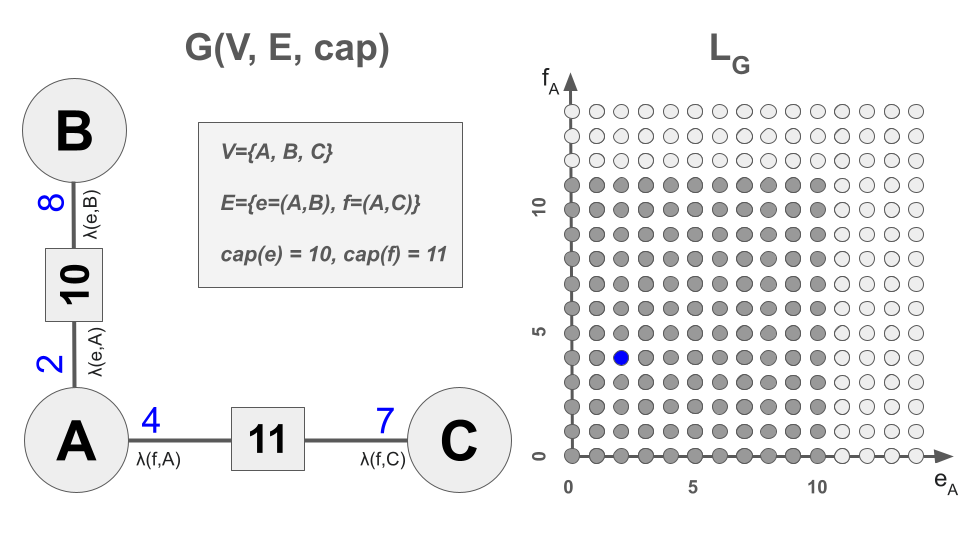 G(V, E, cap)
B
8
λ(e,B)
10
2
λ(e,A)
A
4
λ(f,A)
11
7
λ(f,C)
C
V={A, B, C}
E={e=(A,B), f=(A,C)}
cap(e) = 10, cap(f) = 11
L_G
f_A
10
5
0
0
5
10
e_A